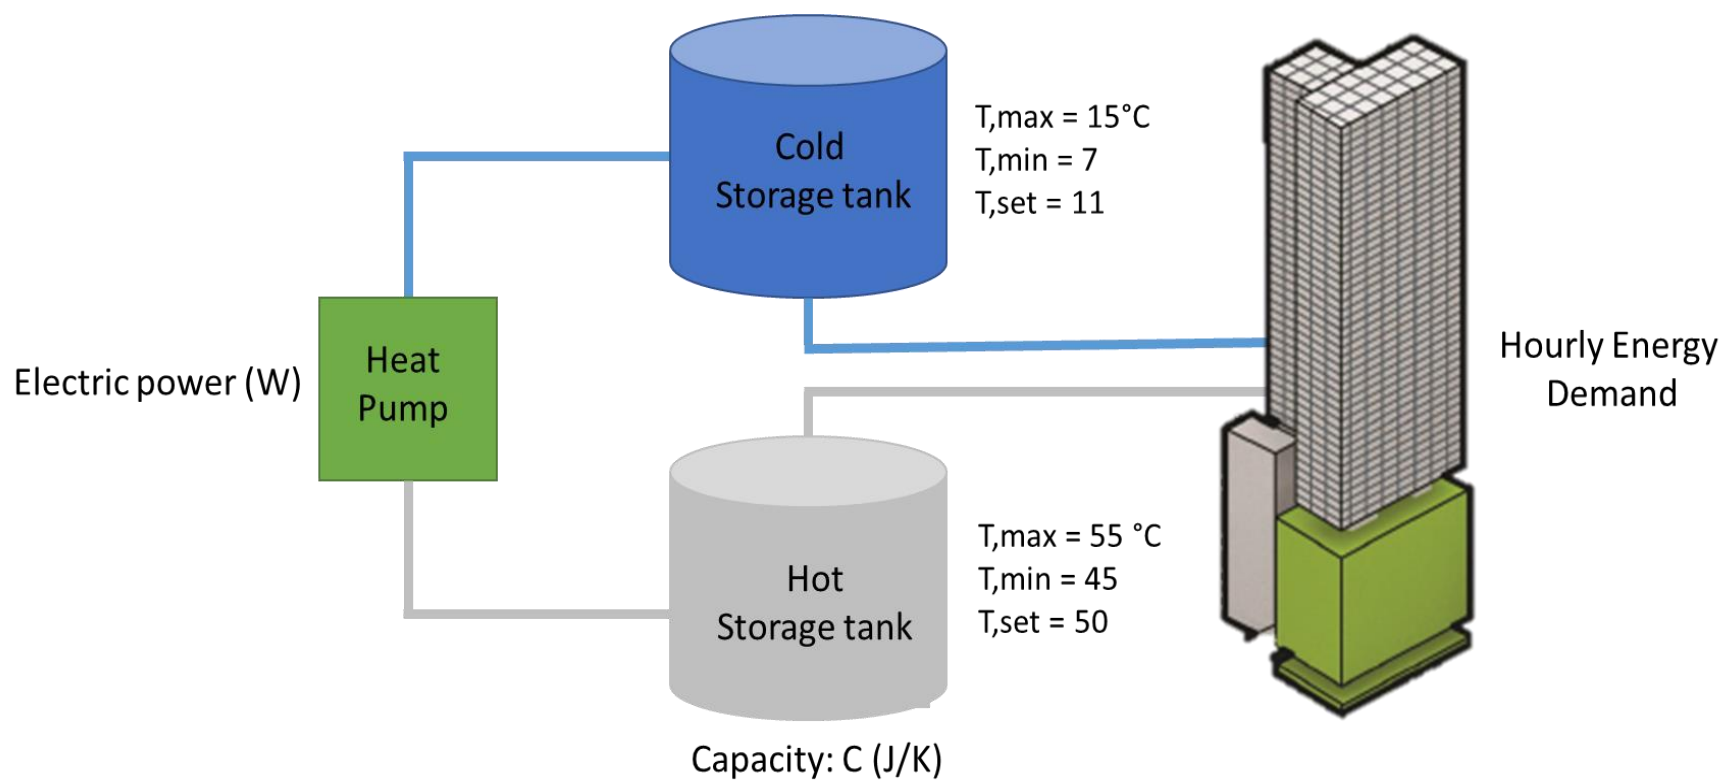 Cold
Storage tank
T,max = 15°C
T,min = 7
T,set = 11
Electric power (W)
Heat
Pump
Hourly Energy
Demand
Hot
Storage tank
T,max = 55 °C
T,min = 45
T,set = 50
Capacity: C (J/K)